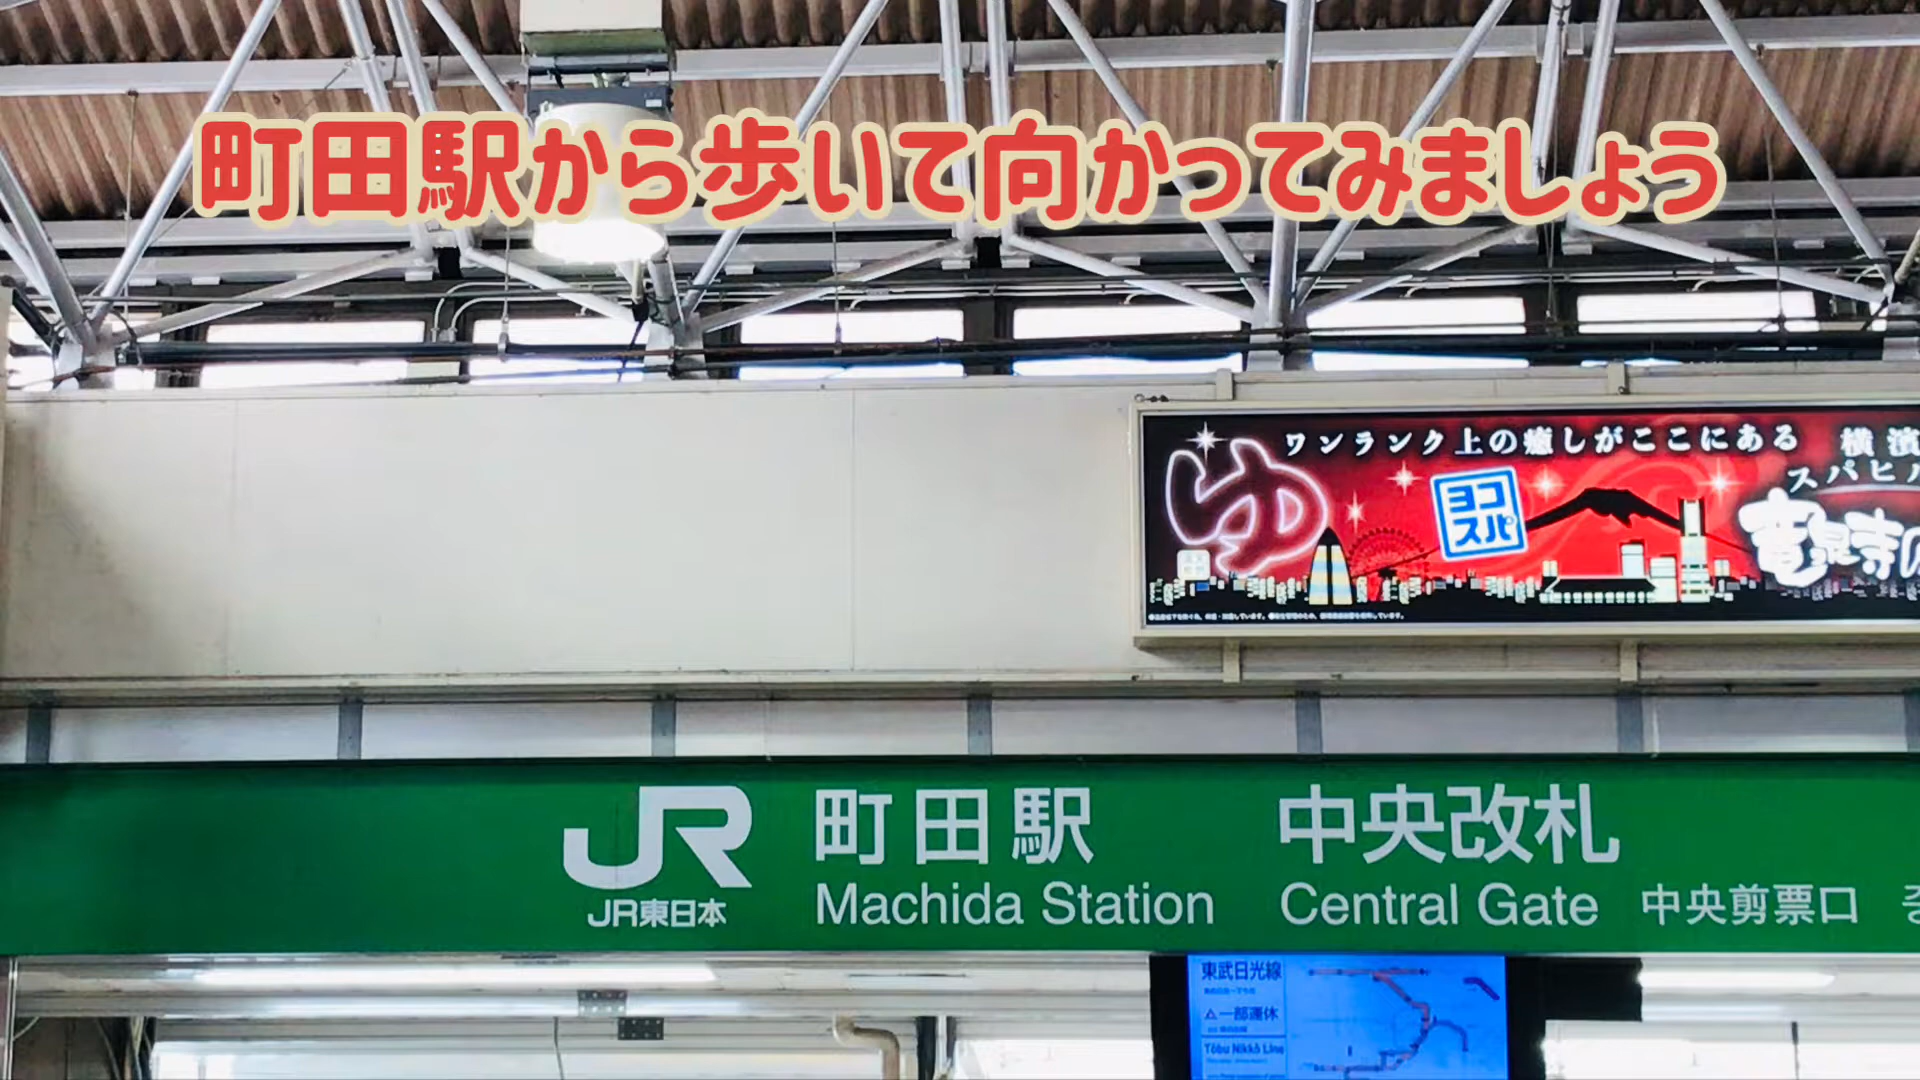 町田駅から歩いて向かってみましょう
ワンランク上の癒しがここにある 横濱
スパヒル
ゆ
ヨコ
スパ
竜泉寺の
JR 町田駅 中央改札
JR東日本 Machida Station Central Gate 中央剪票口
東武日光線
⚠一部運休
Tōbu Nikkō Line